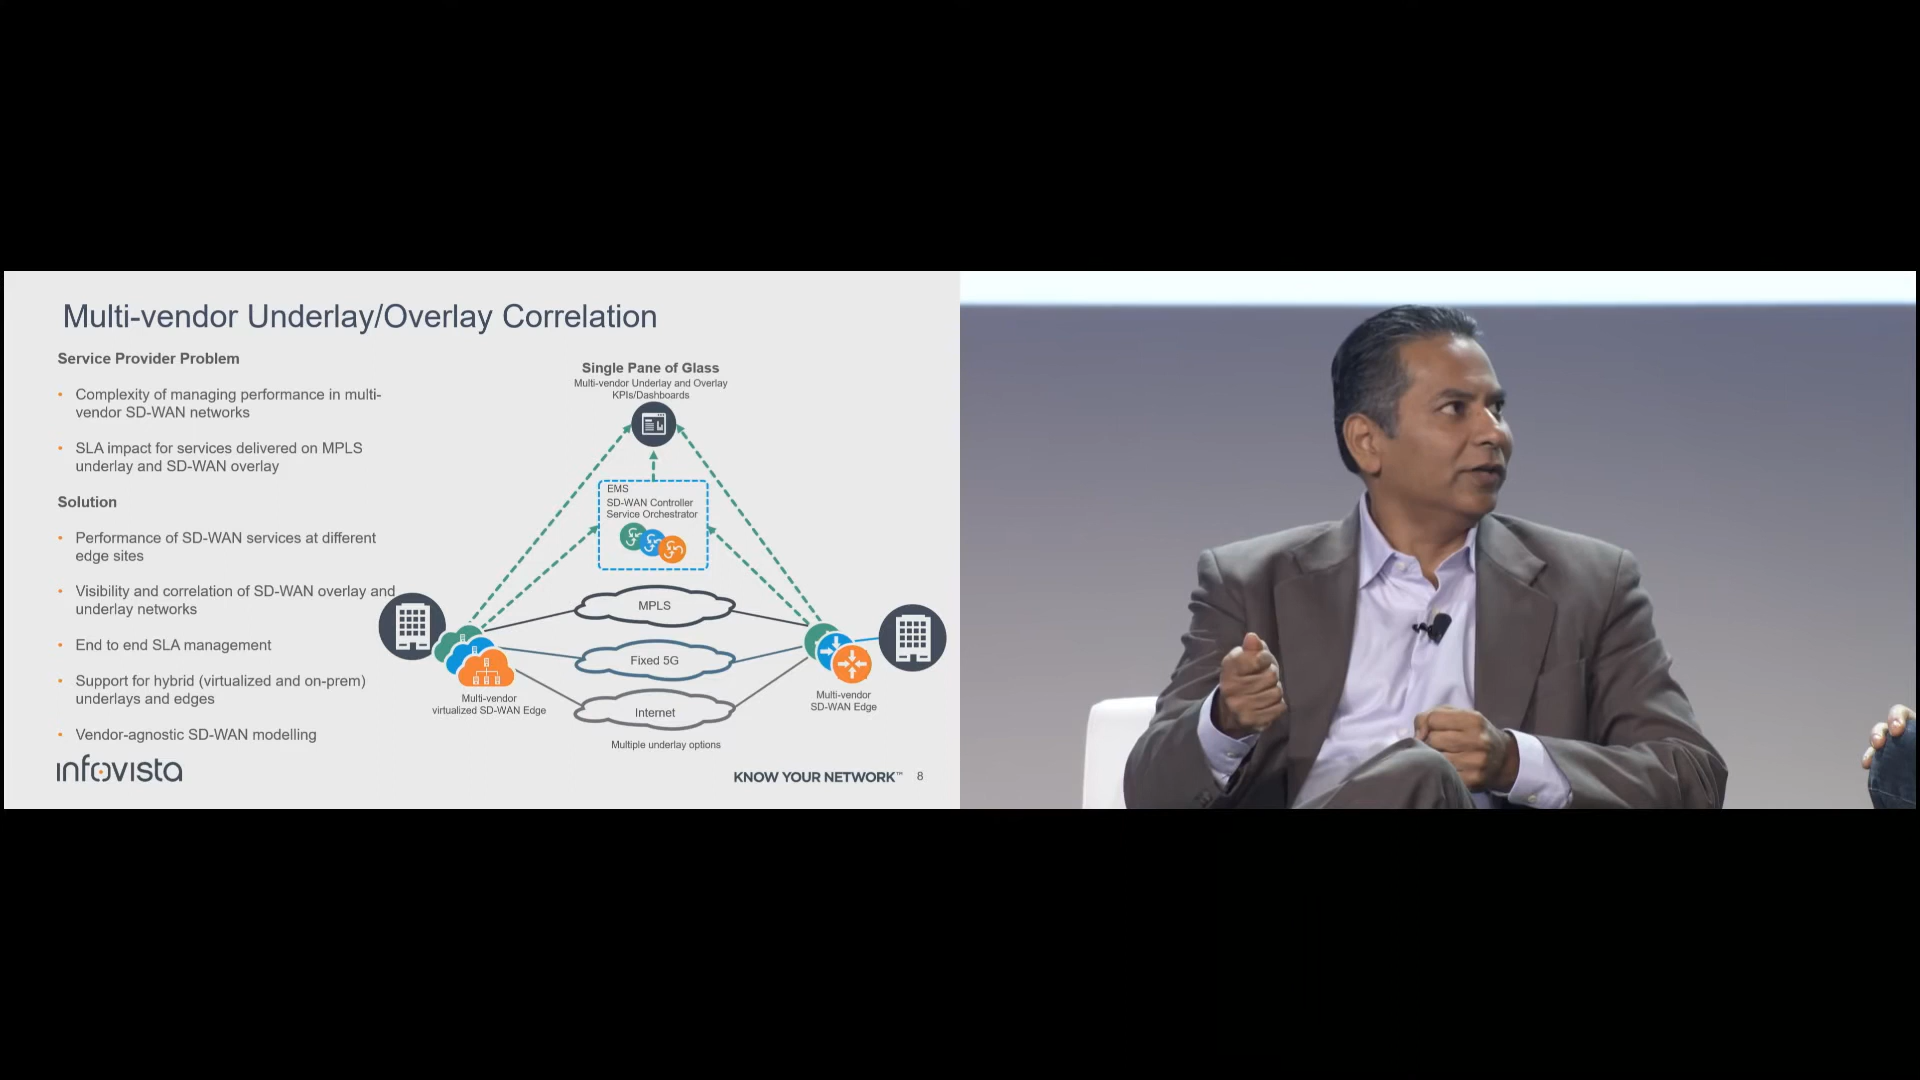 Multi-vendor Underlay/Overlay Correlation
Service Provider Problem
• Complexity of managing performance in multi-
vendor SD-WAN networks
• SLA impact for services delivered on MPLS
underlay and SD-WAN overlay
Solution
• Performance of SD-WAN services at different
edge sites
• Visibility and correlation of SD-WAN overlay and
underlay networks
• End to end SLA management
• Support for hybrid (virtualized and on-prem)
underlays and edges
• Vendor-agnostic SD-WAN modelling
Single Pane of Glass
Multi-vendor Underlay and Overlay
KPIs/Dashboards
EMS
SD-WAN Controller
Service Orchestrator
MPLS
Fixed 5G
Internet
Multi-vendor
virtualized SD-WAN Edge
Multi-vendor
SD-WAN Edge
Multiple underlay options
infovista
KNOW YOUR NETWORK™ 8